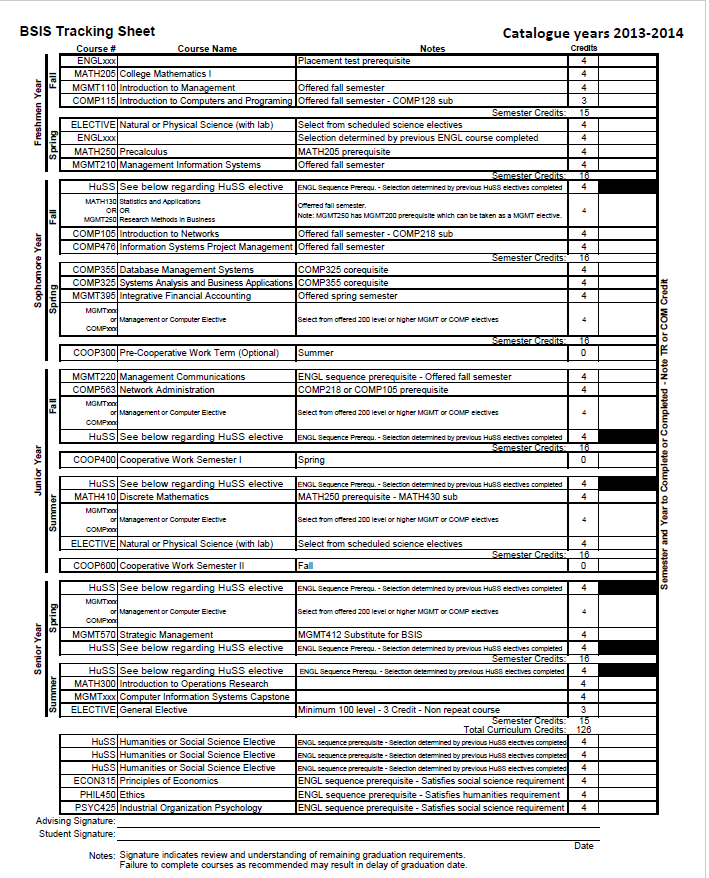 BSIS Tracking Sheet Catalogue years 2013-2014
Course # Course Name Notes Credits
Freshmen Year
Fall
ENGLxxx Placement test prerequisite 4
MATH205 College Mathematics I 4
MGMT110 Introduction to Management Offered fall semester 4
COMP115 Introduction to Computers and Programing Offered fall semester - COMP128 sub 3
Semester Credits: 15
Spring
ELECTIVE Natural or Physical Science (with lab) Select from scheduled science electives 4
ENGLxxx Selection determined by previous ENGL course completed 4
MATH250 Precalculus MATH205 prerequisite 4
MGMT210 Management Information Systems Offered fall semester 4
Semester Credits: 16
Sophomore Year
Fall
HuSS See below regarding HuSS elective ENGL Sequence Prerequ. - Selection determined by previous HuSS electives completed 4
MATH130 Statistics and Applications Offerred fall semester.
OR OR 4
MGMT250 Research Methods in Business Note: MGMT250 has MGMT200 prerequisite which can be taken as a MGMT elective.
COMP105 Introduction to Networks Offered fall semester - COMP218 sub 4
COMP476 Information Systems Project Management Offered fall semester 4
Semester Credits: 16
Spring
COMP355 Database Management Systems COMP325 corequisite 4
COMP325 Systems Analysis and Business Applications COMP355 corequisite 4
MGMT395 Integrative Financial Accounting Offered spring semester 4
MGMTxxx
or Management or Computer Elective Select from offered 200 level or higher MGMT or COMP electives 4
COMPxxx
Semester Credits: 16
COOP300 Pre-Cooperative Work Term (Optional) Summer 0
Junior Year
Fall
MGMT220 Management Communications ENGL sequence prerequisite - Offered fall semester 4
COMP563 Network Administration COMP218 or COMP105 prerequisite 4
MGMTxxx
or Management or Computer Elective Select from offered 200 level or higher MGMT or COMP electives 4
COMPxxx
HuSS See below regarding HuSS elective ENGL Sequence Prerequ. - Selection determined by previous HuSS electives completed 4
Semester Credits: 16
COOP400 Cooperative Work Semester I Spring 0
Summer
HuSS See below regarding HuSS elective ENGL Sequence Prerequ. - Selection determined by previous HuSS electives completed 4
MATH410 Discrete Mathematics MATH250 prerequisite - MATH430 sub 4
MGMTxxx
or Management or Computer Elective Select from offered 200 level or higher MGMT or COMP electives 4
COMPxxx
ELECTIVE Natural or Physical Science (with lab) Select from scheduled science electives 4
Semester Credits: 16
COOP600 Cooperative Work Semester II Fall 0
Senior Year
Spring
HuSS See below regarding HuSS elective ENGL Sequence Prerequ. - Selection determined by previous HuSS electives completed 4
MGMTxxx
or Management or Computer Elective Select from offered 200 level or higher MGMT or COMP electives 4
COMPxxx
MGMT570 Strategic Management MGMT412 Substitute for BSIS 4
HuSS See below regarding HuSS elective ENGL Sequence Prerequ. - Selection determined by previous HuSS electives completed 4
Semester Credits: 16
Summer
HuSS See below regarding HuSS elective ENGL Sequence Prerequ. - Selection determined by previous HuSS electives completed 4
MATH300 Introduction to Operations Research 4
MGMTxxx Computer Information Systems Capstone 4
ELECTIVE General Elective Minimum 100 level - 3 Credit - Non repeat course 3
Semester Credits: 15
Total Curriculum Credits: 126
HuSS Humanities or Social Science Elective ENGL sequence prerequisite - Selection determined by previous HuSS electives completed 4
HuSS Humanities or Social Science Elective ENGL sequence prerequisite - Selection determined by previous HuSS electives completed 4
HuSS Humanities or Social Science Elective ENGL sequence prerequisite - Selection determined by previous HuSS electives completed 4
ECON315 Principles of Economics ENGL sequence prerequisite - Satisfies social science requirement 4
PHIL450 Ethics ENGL sequence prerequisite - Satisfies humanities requirement 4
PSYC425 Industrial Organization Psychology ENGL sequence prerequisite - Satisfies social science requirement 4
Semester and Year to Complete or Completed - Note TR or COM Credit
Advising Signature:
Student Signature:
Date
Notes: Signature indicates review and understanding of remaining graduation requirements.
Failure to complete courses as recommended may result in delay of graduation date.